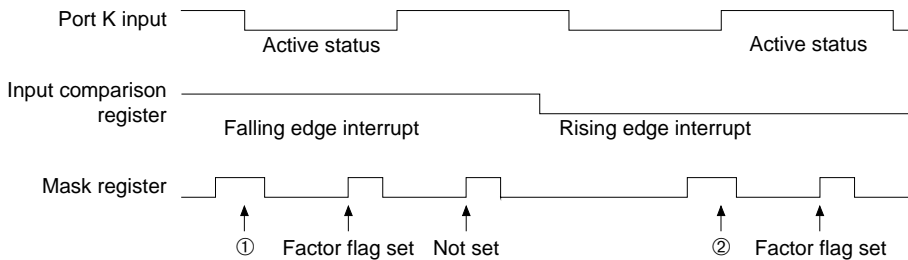 Port K input
Active status
Active status
Input comparison
register
Falling edge interrupt
Rising edge interrupt
Mask register
①
Factor flag set
Not set
②
Factor flag set